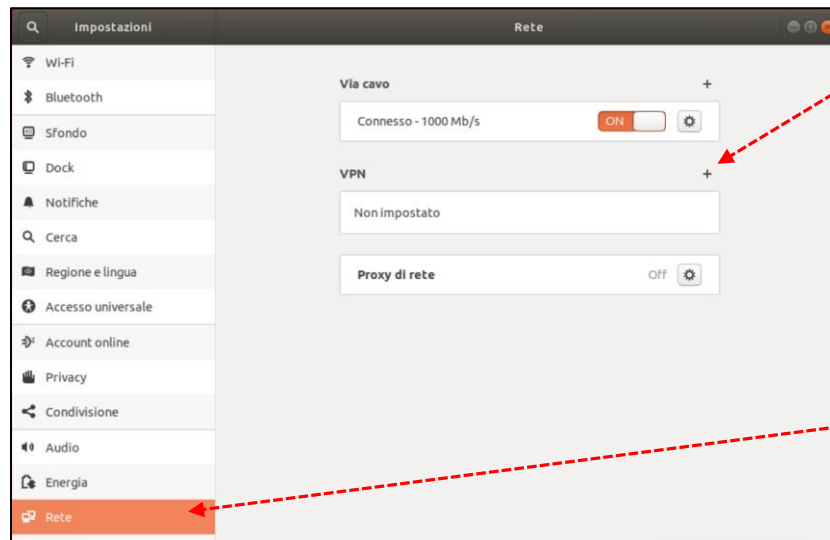 Impostazioni
Rete
Wi-Fi
Bluetooth
Sfondo
Dock
Notifiche
Cerca
Regione e lingua
Accesso universale
Account online
Privacy
Condivisione
Audio
Energia
Rete
Via cavo +
Connesso - 1000 Mb/s ON
VPN +
Non impostato
Proxy di rete Off